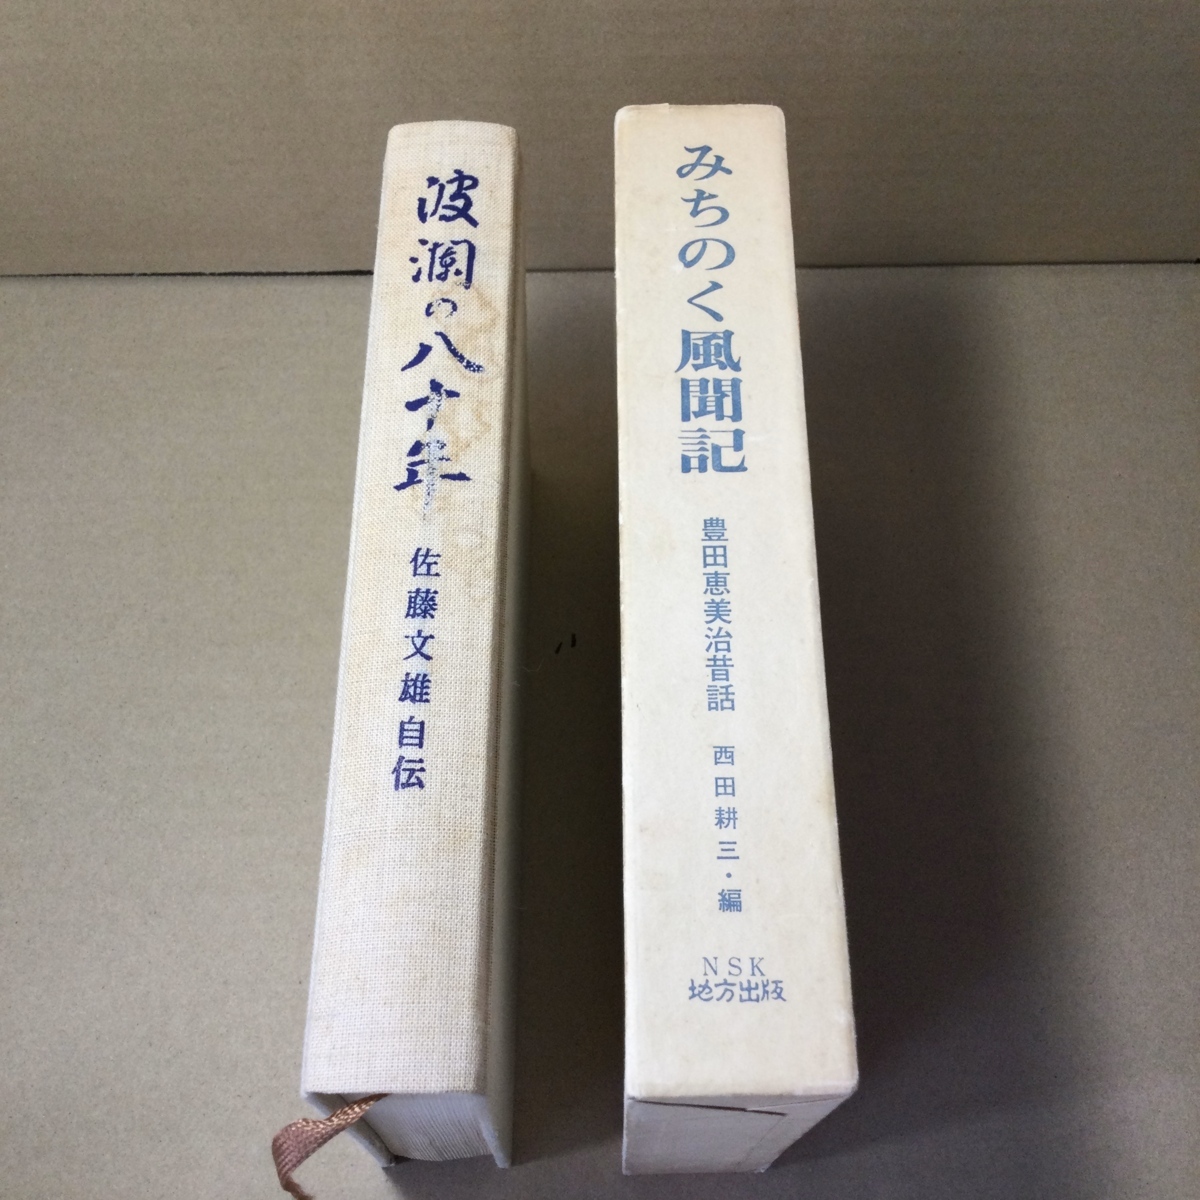 波瀾の八十年
佐藤文雄自伝
みちのく風聞記
豊田恵美治昔話
西田耕三・編
NSK
地方出版